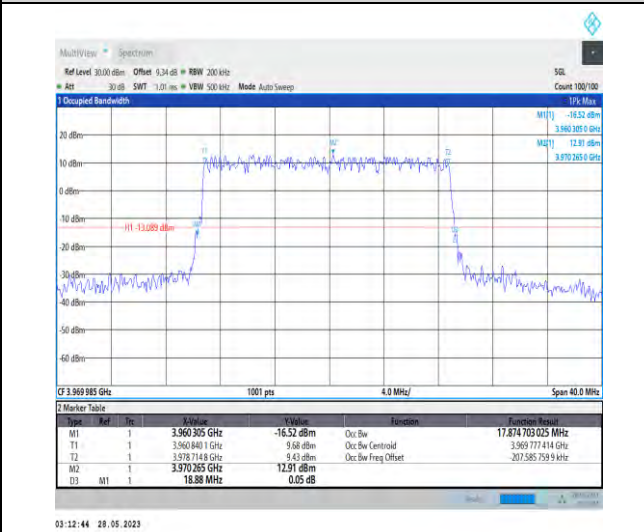 MultiView Spectrum
Ref Level 30.00 dBm Offset 9.34 dB RBW 200 kHz SGL
Att 30 dB SWT 1.01 ms VBW 500 kHz Mode Auto Sweep Count 100/100
1 Occupied Bandwidth 1Pk Max
M1[1] -16.52 dBm
3.960 305 0 GHz
M2[1] 12.91 dBm
3.970 265 0 GHz
20 dBm
T1 M2 T2
10 dBm
0 dBm
-10 dBm
H1 -13.089 dBm
-20 dBm
-30 dBm
-40 dBm
-50 dBm
-60 dBm
CF 3.969 985 GHz 1001 pts 4.0 MHz/ Span 40.0 MHz
2 Marker Table
Type Ref Trc X-Value Y-Value Function Function Result
M1 1 3.960 305 GHz -16.52 dBm Occ Bw 17.874 703 025 MHz
T1 1 3.960 840 1 GHz 9.68 dBm Occ Bw Centroid 3.969 777 414 GHz
T2 1 3.978 714 8 GHz 9.43 dBm Occ Bw Freq Offset -207.585 759 9 kHz
M2 1 3.970 265 GHz 12.91 dBm
D3 M1 1 18.88 MHz 0.05 dB
03:12:44 28.05.2023